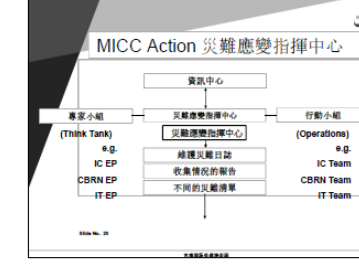 MICC Action 災難應變指揮中心
資訊中心
專家小組
災難應變指揮中心
行動小組
(Think Tank)
災難應變指揮中心
(Operations)
e.g.
e.g.
維護災難日誌
IC EP
IC Team
收集情況的報告
CBRN EP
CBRN Team
不同的災難清單
IT EP
IT Team
Slide No. 29